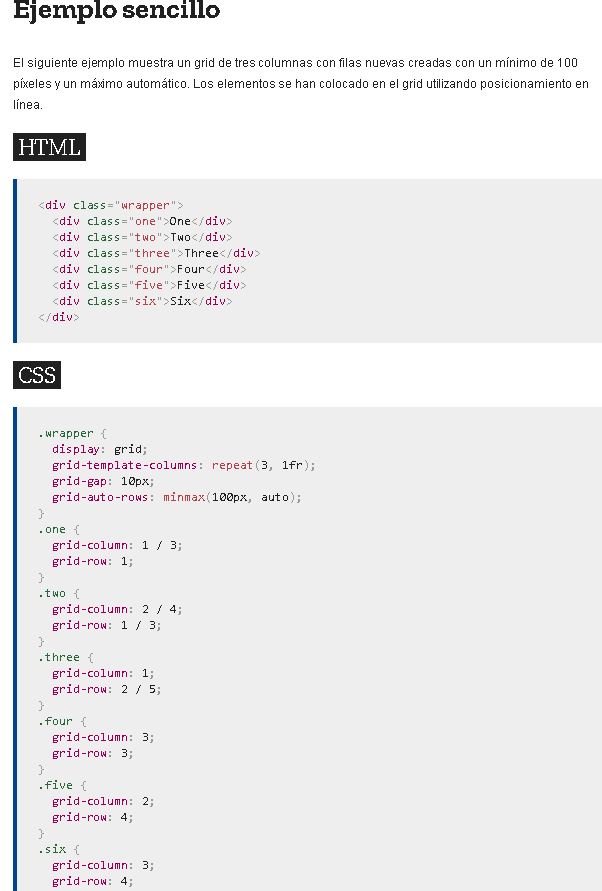 Ejemplo sencillo
El siguiente ejemplo muestra un grid de tres columnas con filas nuevas creadas con un mínimo de 100
píxeles y un máximo automático. Los elementos se han colocado en el grid utilizando posicionamiento en
línea.
HTML
<div class="wrapper">
  <div class="one">One</div>
  <div class="two">Two</div>
  <div class="three">Three</div>
  <div class="four">Four</div>
  <div class="five">Five</div>
  <div class="six">Six</div>
</div>
CSS
.wrapper {
  display: grid;
  grid-template-columns: repeat(3, 1fr);
  grid-gap: 10px;
  grid-auto-rows: minmax(100px, auto);
}
.one {
  grid-column: 1 / 3;
  grid-row: 1;
}
.two {
  grid-column: 2 / 4;
  grid-row: 1 / 3;
}
.three {
  grid-column: 1;
  grid-row: 2 / 5;
}
.four {
  grid-column: 3;
  grid-row: 3;
}
.five {
  grid-column: 2;
  grid-row: 4;
}
.six {
  grid-column: 3;
  grid-row: 4;